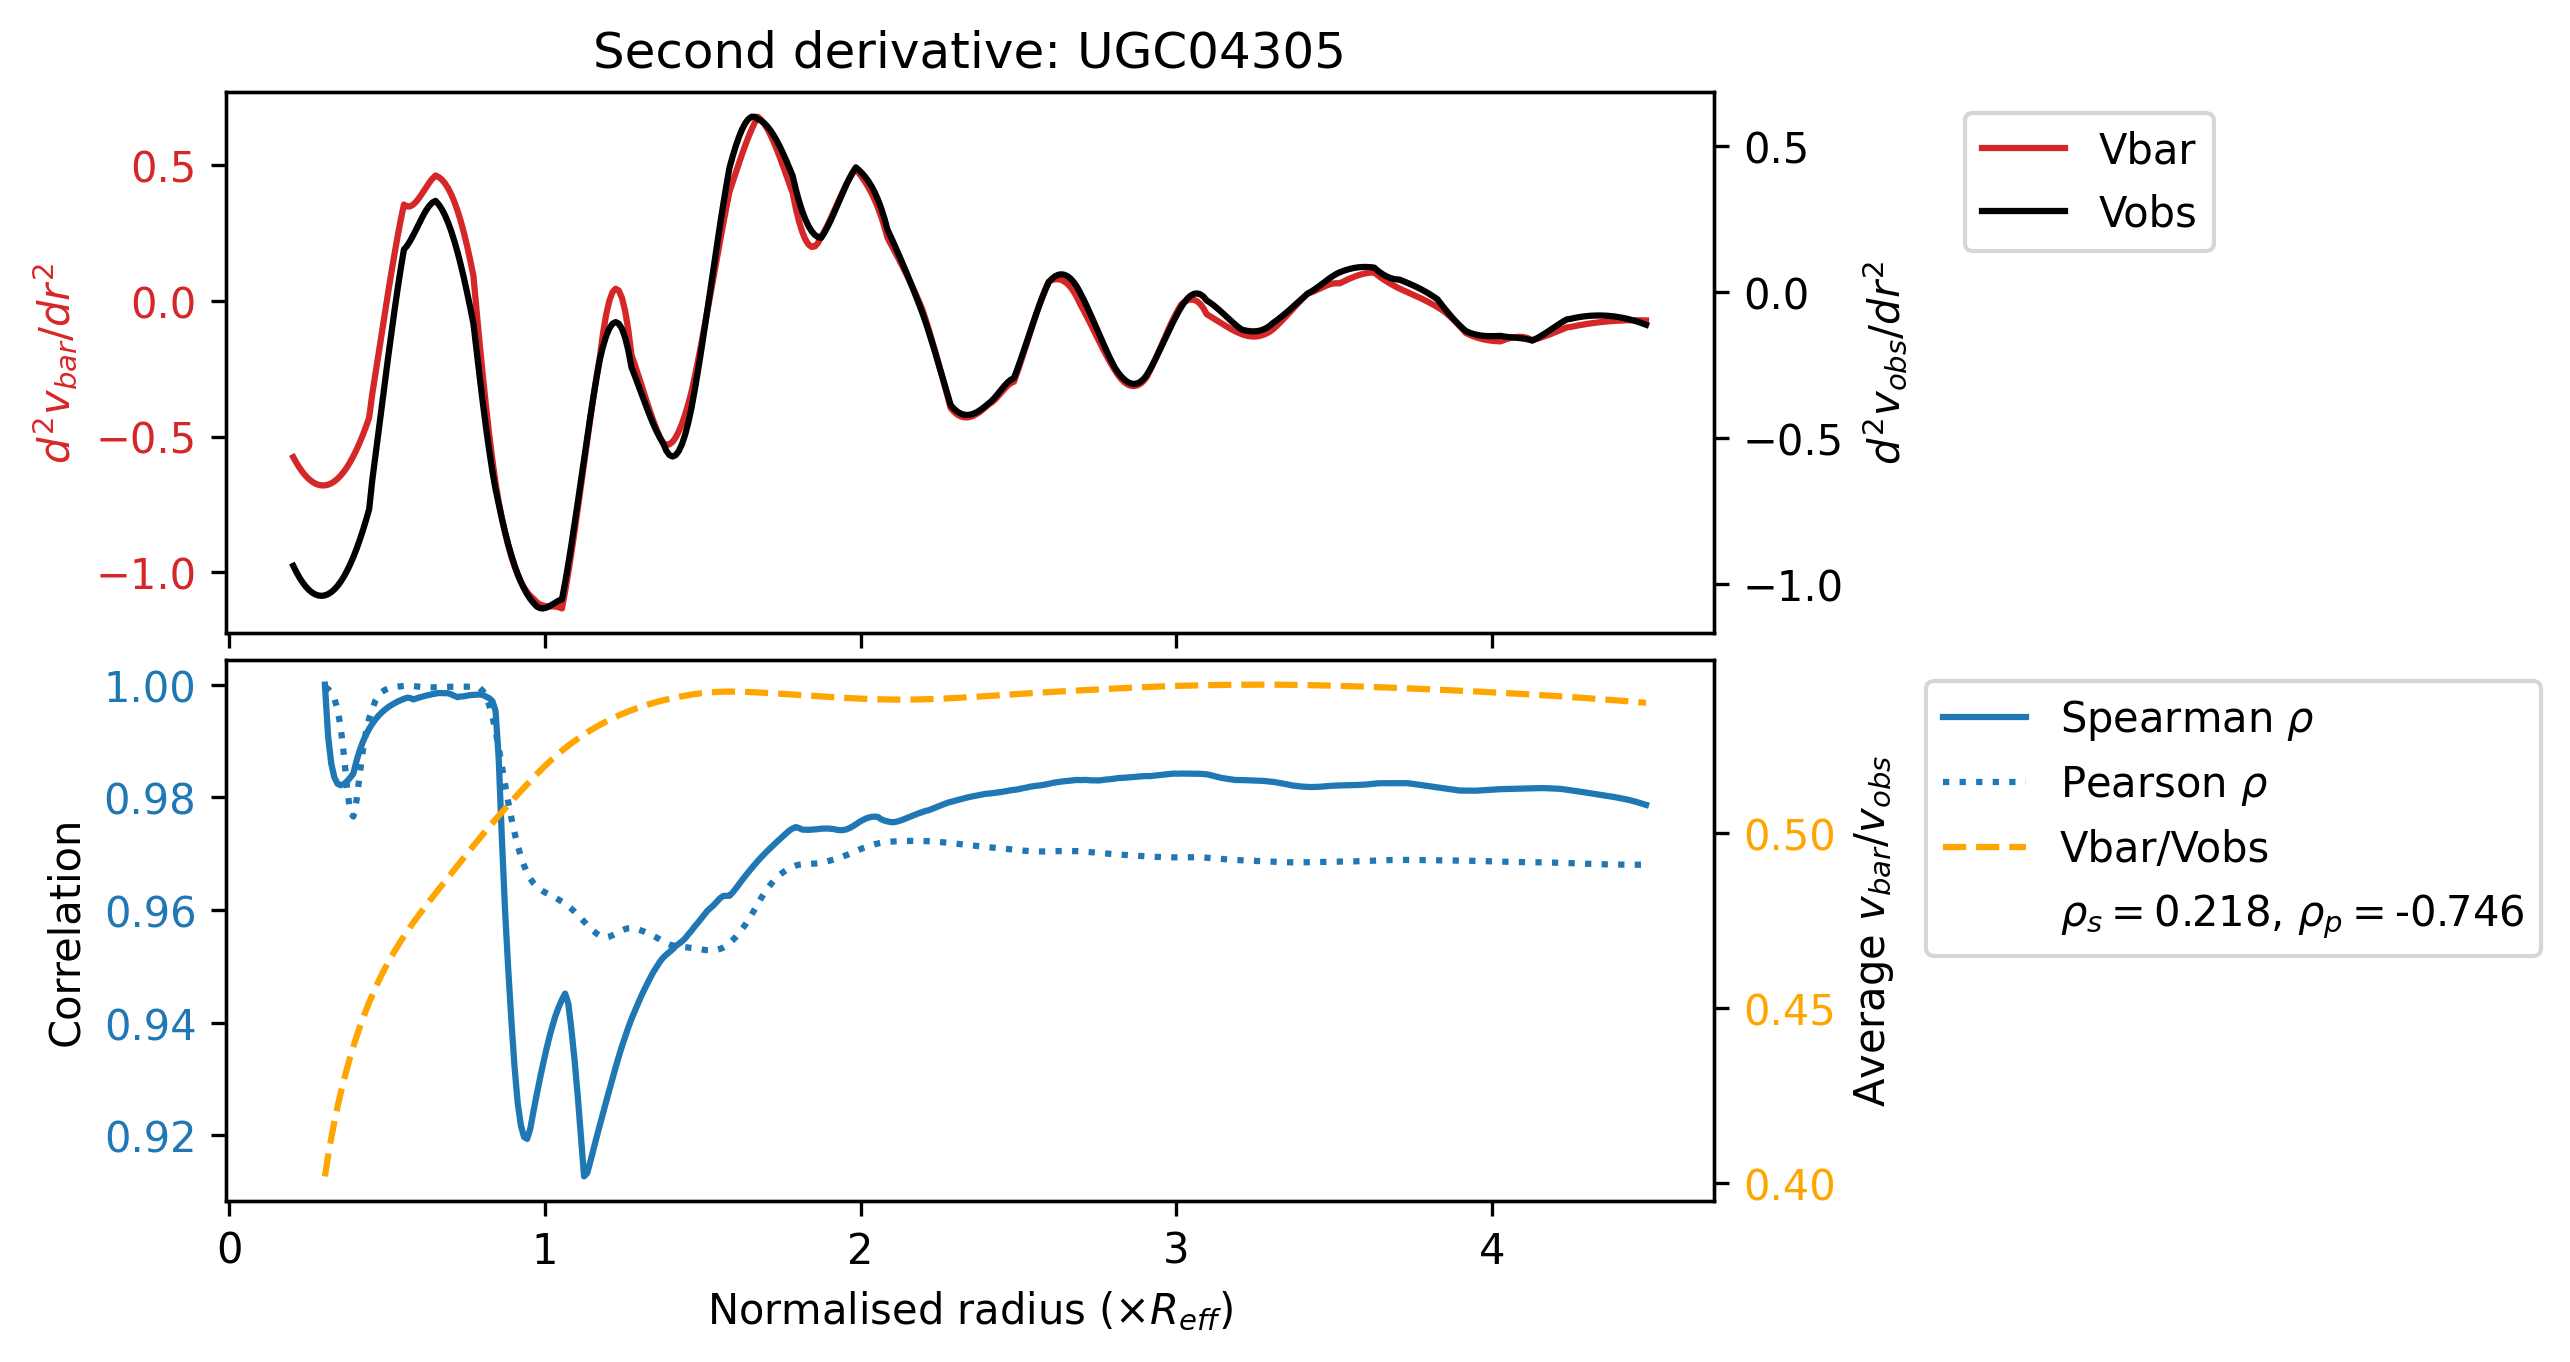 Second derivative: UGC04305
d²v_bar/dr²
0.5
0.0
−0.5
−1.0
0.5
0.0
−0.5
−1.0
d²v_obs/dr²
Vbar
Vobs
Correlation
1.00
0.98
0.96
0.94
0.92
0.50
0.45
0.40
Average v_bar/v_obs
Spearman ρ
Pearson ρ
Vbar/Vobs
ρ_s = 0.218, ρ_p = -0.746
0 1 2 3 4
Normalised radius (×R_eff)